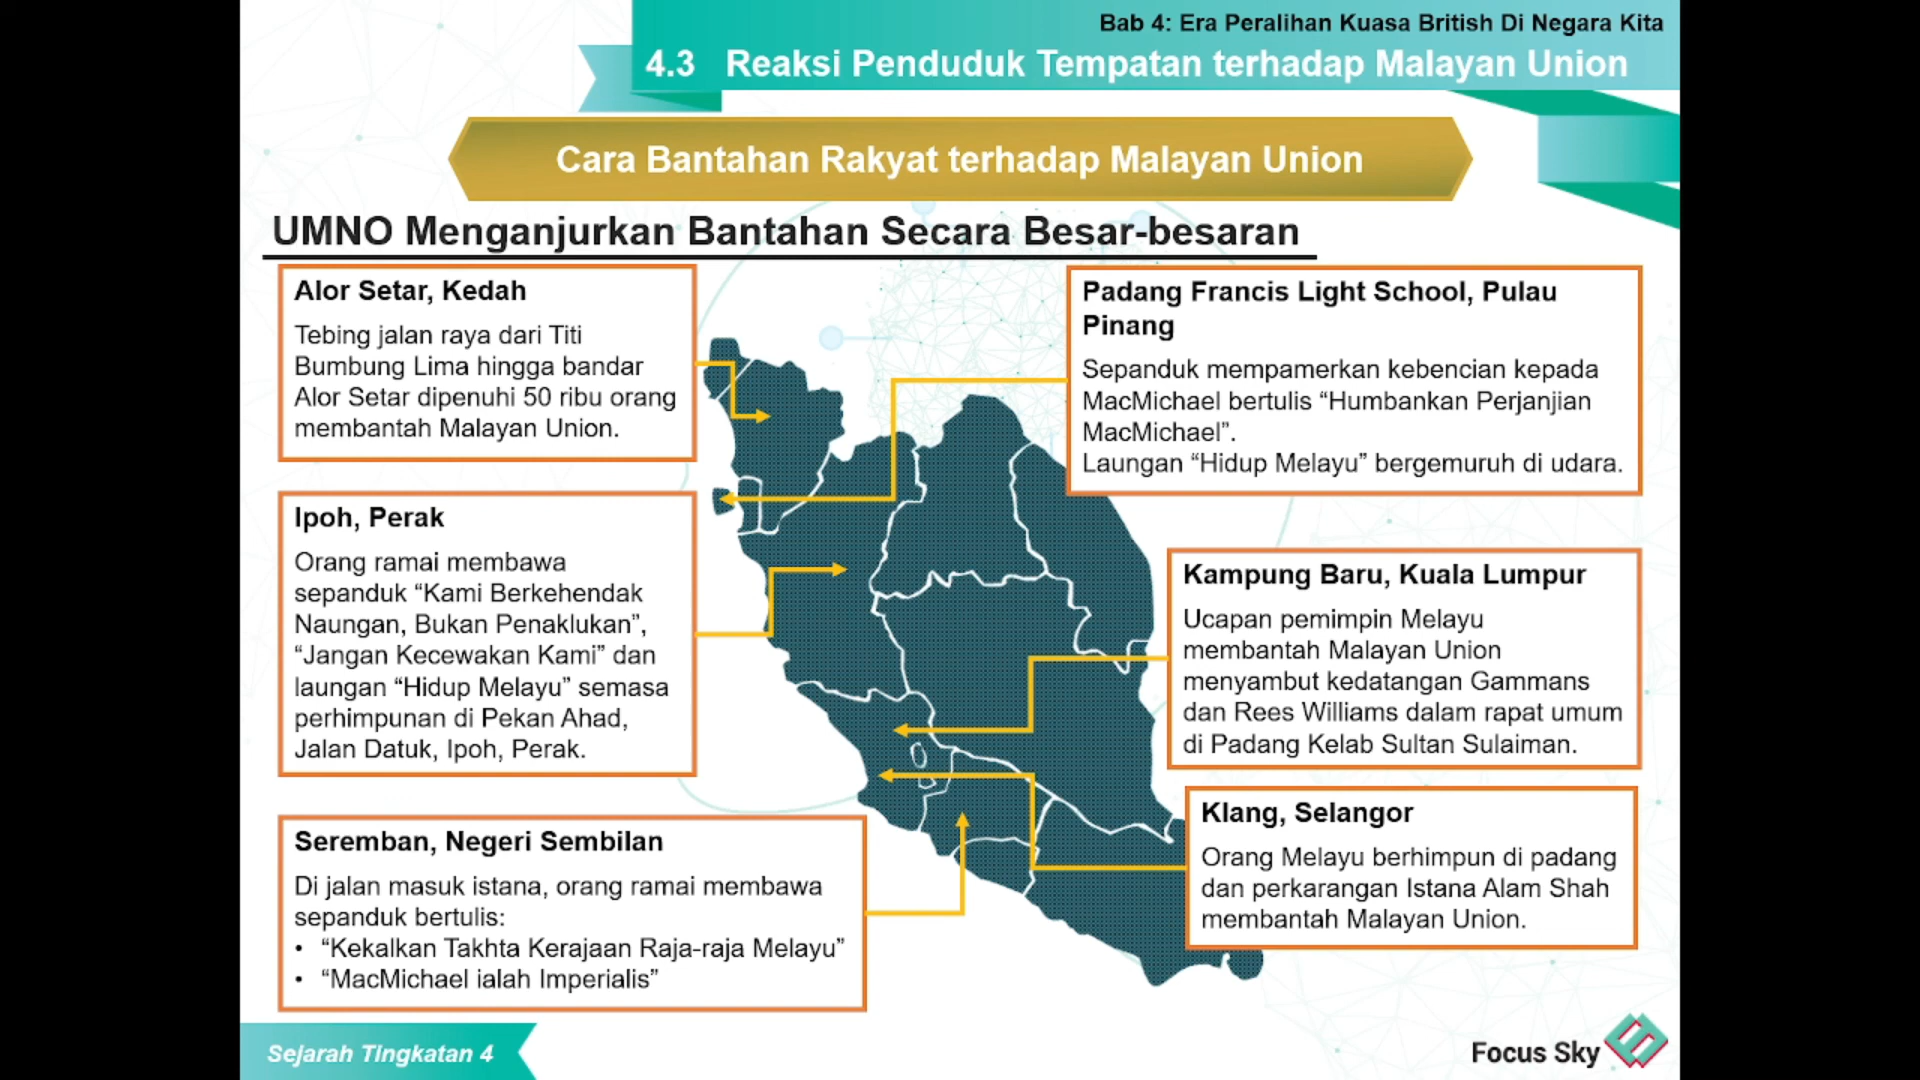 Bab 4: Era Peralihan Kuasa British Di Negara Kita
4.3 Reaksi Penduduk Tempatan terhadap Malayan Union
Cara Bantahan Rakyat terhadap Malayan Union
UMNO Menganjurkan Bantahan Secara Besar-besaran
Alor Setar, Kedah
Tebing jalan raya dari Titi
Bumbung Lima hingga bandar
Alor Setar dipenuhi 50 ribu orang
membantah Malayan Union.
Padang Francis Light School, Pulau
Pinang
Sepanduk mempamerkan kebencian kepada
MacMichael bertulis “Humbankan Perjanjian
MacMichael”.
Laungan “Hidup Melayu” bergemuruh di udara.
Ipoh, Perak
Orang ramai membawa
sepanduk “Kami Berkehendak
Naungan, Bukan Penaklukan”,
“Jangan Kecewakan Kami” dan
laungan “Hidup Melayu” semasa
perhimpunan di Pekan Ahad,
Jalan Datuk, Ipoh, Perak.
Kampung Baru, Kuala Lumpur
Ucapan pemimpin Melayu
membantah Malayan Union
menyambut kedatangan Gammans
dan Rees Williams dalam rapat umum
di Padang Kelab Sultan Sulaiman.
Seremban, Negeri Sembilan
Di jalan masuk istana, orang ramai membawa
sepanduk bertulis:
• “Kekalkan Takhta Kerajaan Raja-raja Melayu”
• “MacMichael ialah Imperialis”
Klang, Selangor
Orang Melayu berhimpun di padang
dan perkarangan Istana Alam Shah
membantah Malayan Union.
Sejarah TIngkatan 4
Focus Sky